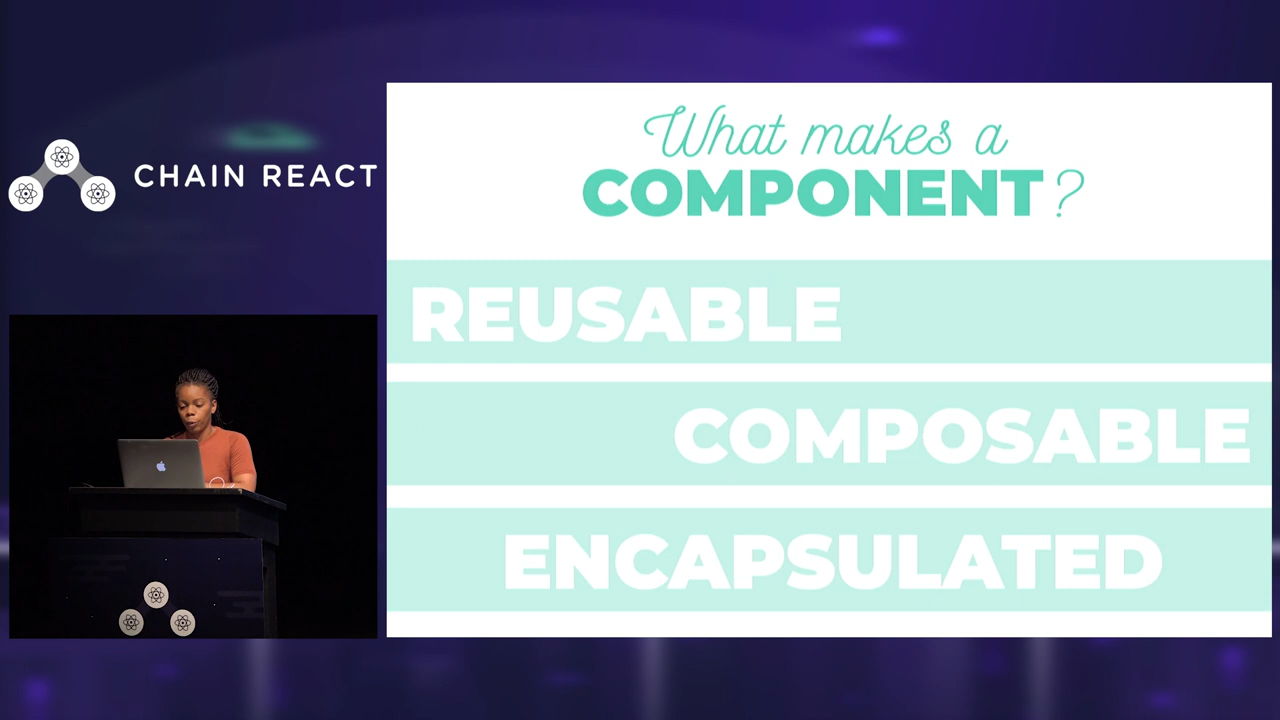 CHAIN REACT
What makes a
COMPONENT?
REUSABLE
COMPOSABLE
ENCAPSULATED